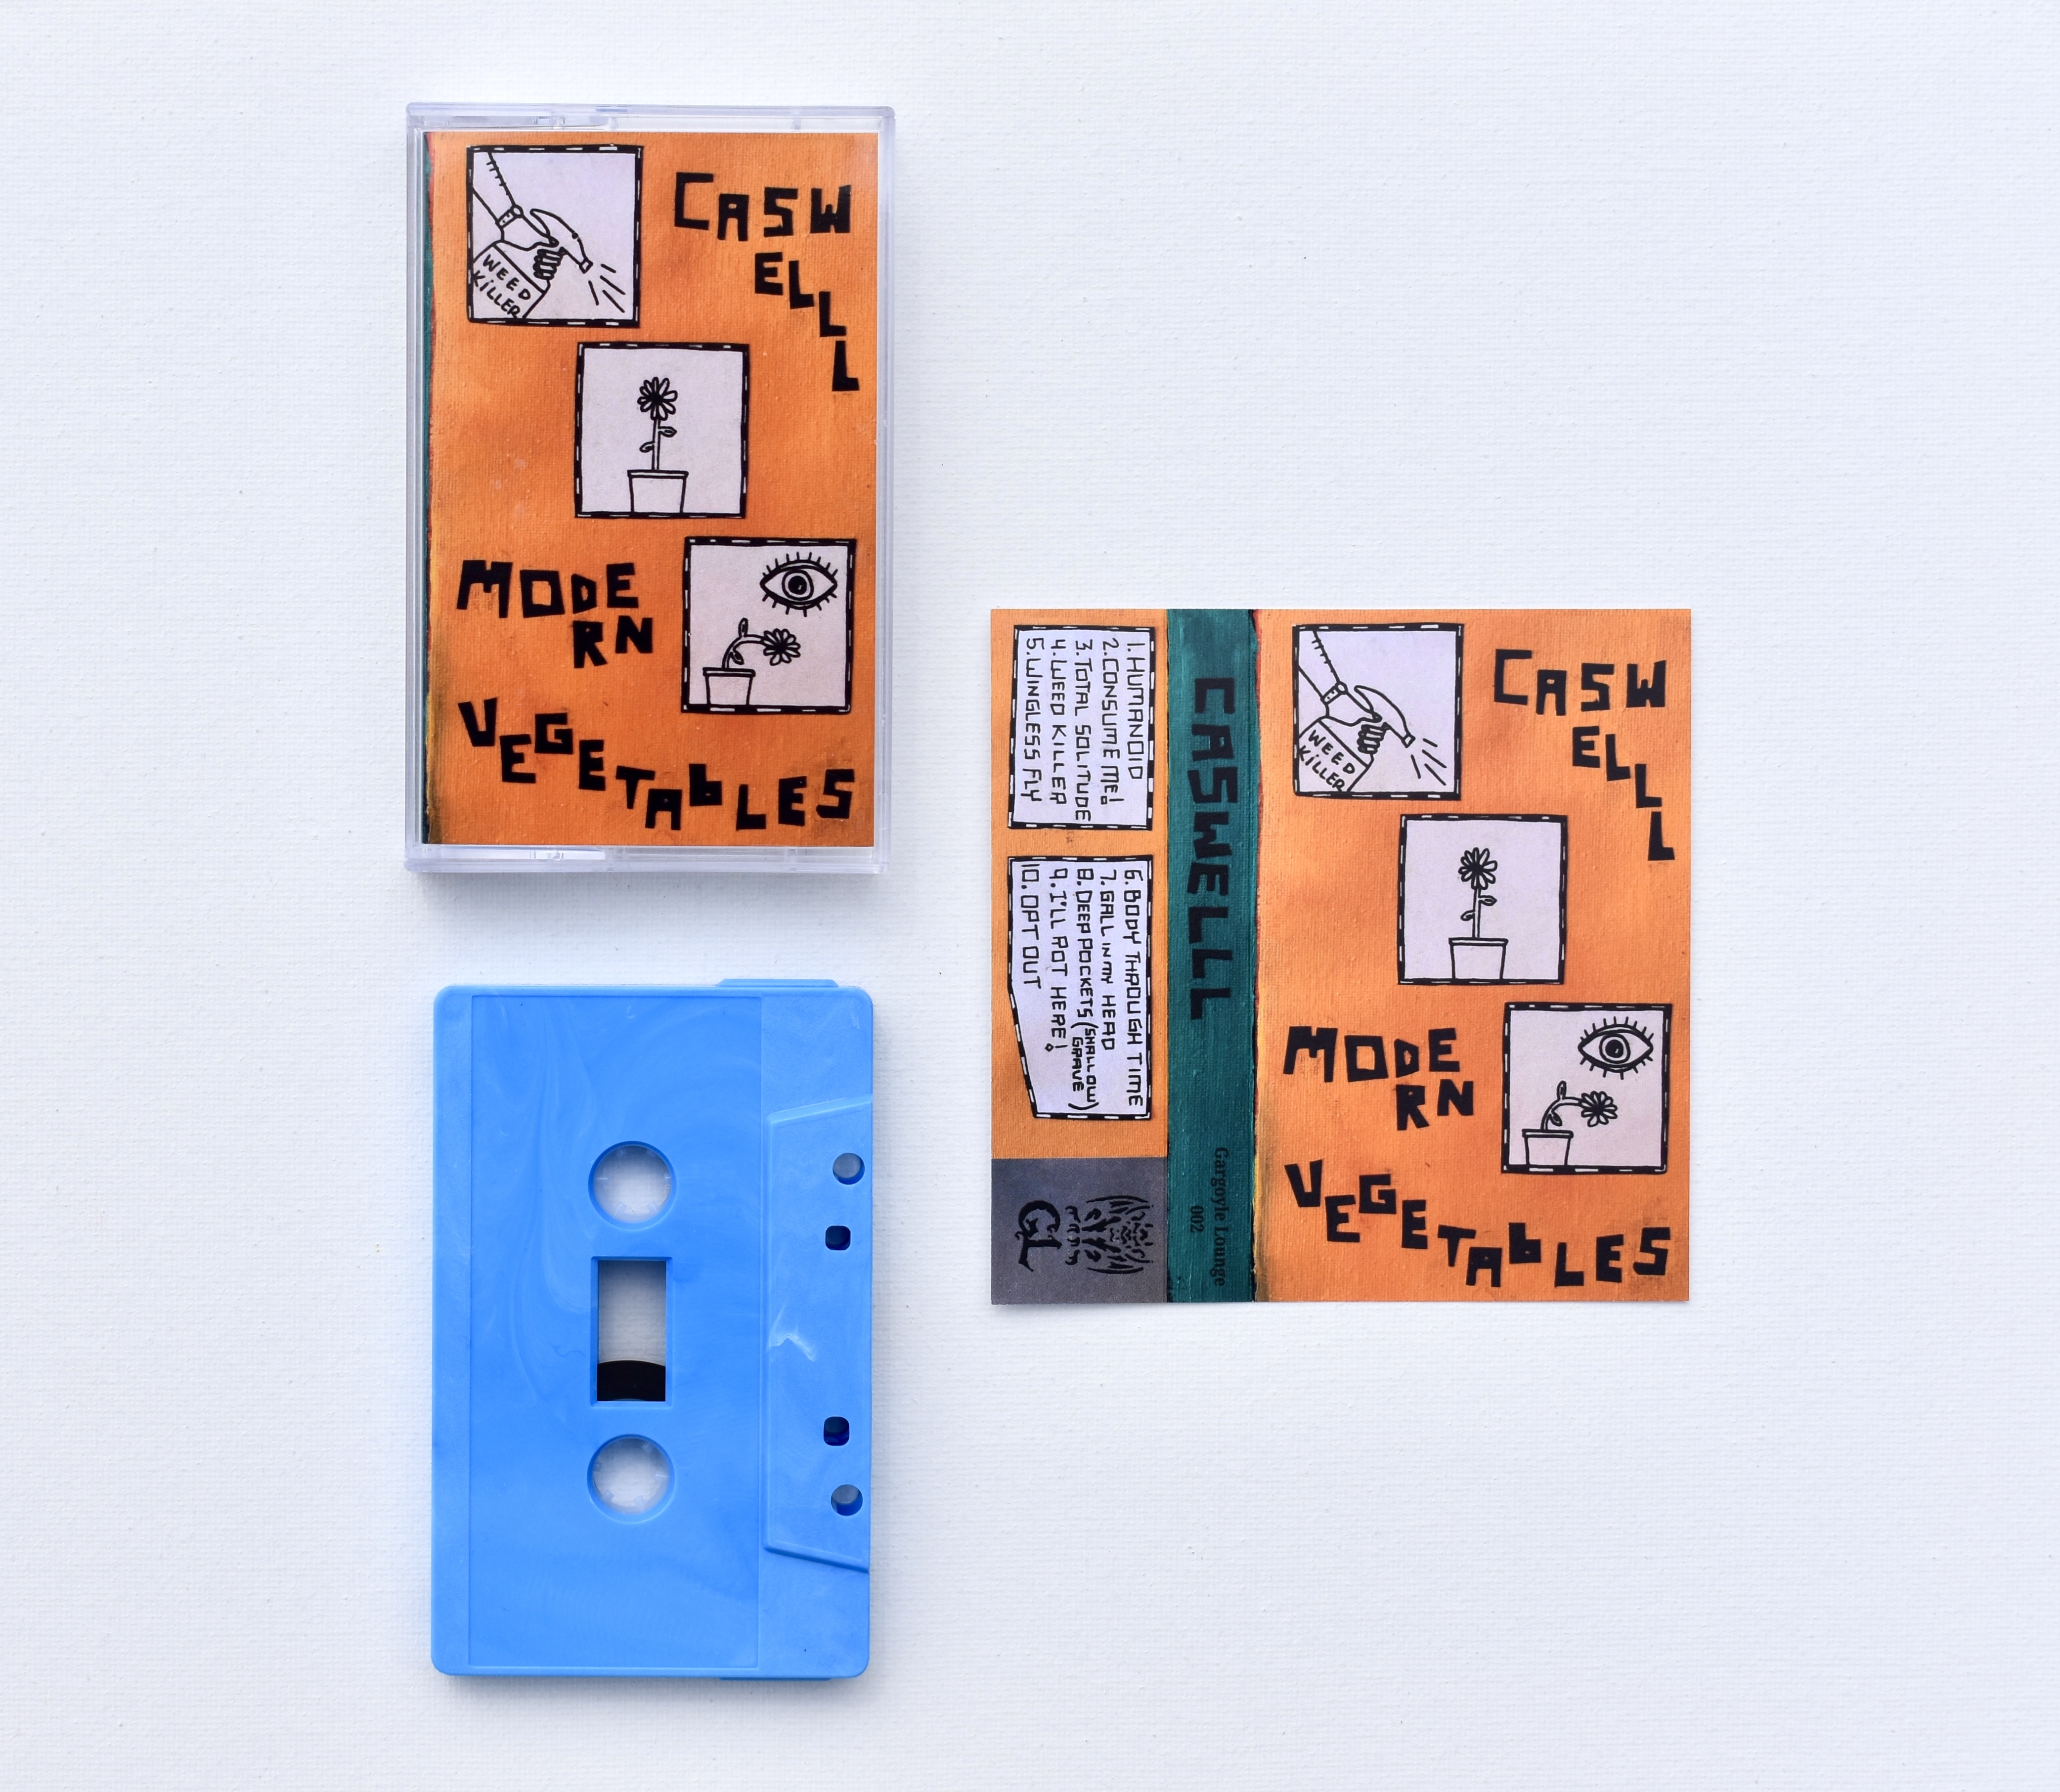 CASW
ELL
L
WEED
KILLER
MODE
RN
VEGETABLES
1. HUMANOID
2. CONSUME ME!
3. TOTAL SOLITUDE
4. WEED KILLER
5. WINGLESS FLY
6. BODY THROUGH TIME
7. GALL IN MY HEAD
8. DEEP POCKETS (SHALLOW GRAVE)
9. I'LL ROT HERE!
10. OPT OUT
GL
CASWELLL
Gargoyle Lounge
002
CASW
ELL
L
WEED
KILLER
MODE
RN
VEGETABLES